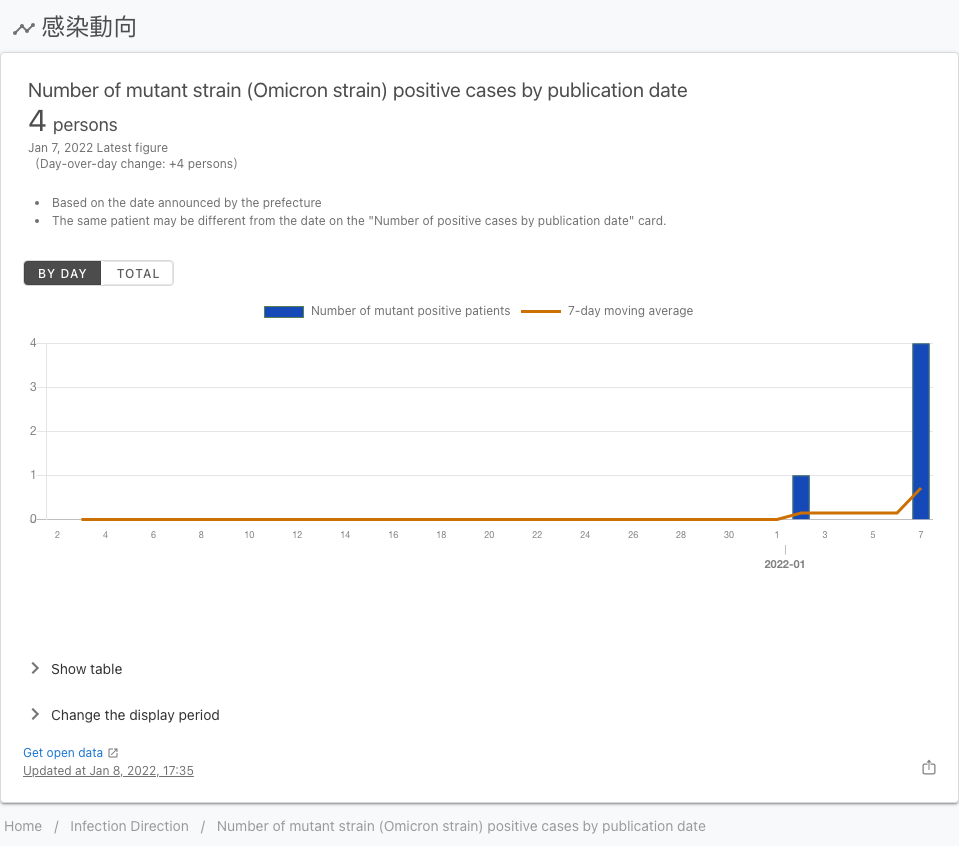 感染動向
Number of mutant strain (Omicron strain) positive cases by publication date
4 persons
Jan 7, 2022 Latest figure
(Day-over-day change: +4 persons)
• Based on the date announced by the prefecture
• The same patient may be different from the date on the "Number of positive cases by publication date" card.
BY DAY TOTAL
Number of mutant positive patients 7-day moving average
4
3
2
1
0
2 4 6 8 10 12 14 16 18 20 22 24 26 28 30 1 3 5 7
2022-01
Show table
Change the display period
Get open data
Updated at Jan 8, 2022, 17:35
Home / Infection Direction / Number of mutant strain (Omicron strain) positive cases by publication date